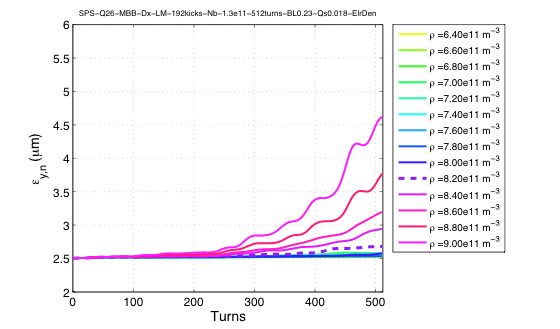 SPS−Q26−MBB−Dx−LM−192kicks−Nb−1.3e11−512turns−BL0.23−Qs0.018−ElrDen
6
5.5
5
4.5
4
3.5
3
2.5
2
εy,n (μm)
0 100 200 300 400 500
Turns
ρ =6.40e11 m−3
ρ =6.60e11 m−3
ρ =6.80e11 m−3
ρ =7.00e11 m−3
ρ =7.20e11 m−3
ρ =7.40e11 m−3
ρ =7.60e11 m−3
ρ =7.80e11 m−3
ρ =8.00e11 m−3
ρ =8.20e11 m−3
ρ =8.40e11 m−3
ρ =8.60e11 m−3
ρ =8.80e11 m−3
ρ =9.00e11 m−3